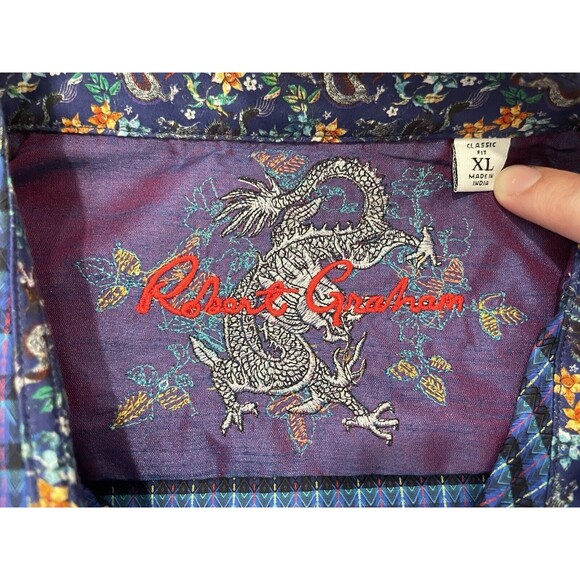 CLASSIC
FIT
XL
MADE IN
INDIA
Robert Graham